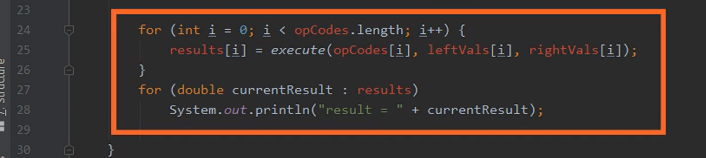 23
24 for (int i = 0; i < opCodes.length; i++) {
25 results[i] = execute(opCodes[i], leftVals[i], rightVals[i]);
26 }
27 for (double currentResult : results)
28 System.out.println("result = " + currentResult);
29
30 }
7: Structure